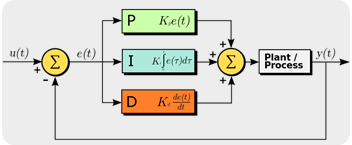 P K_p e(t)
u(t) + - Σ e(t) I K_i ∫e(τ)dτ + + + Σ Plant / Process y(t)
D K_d de(t)/dt